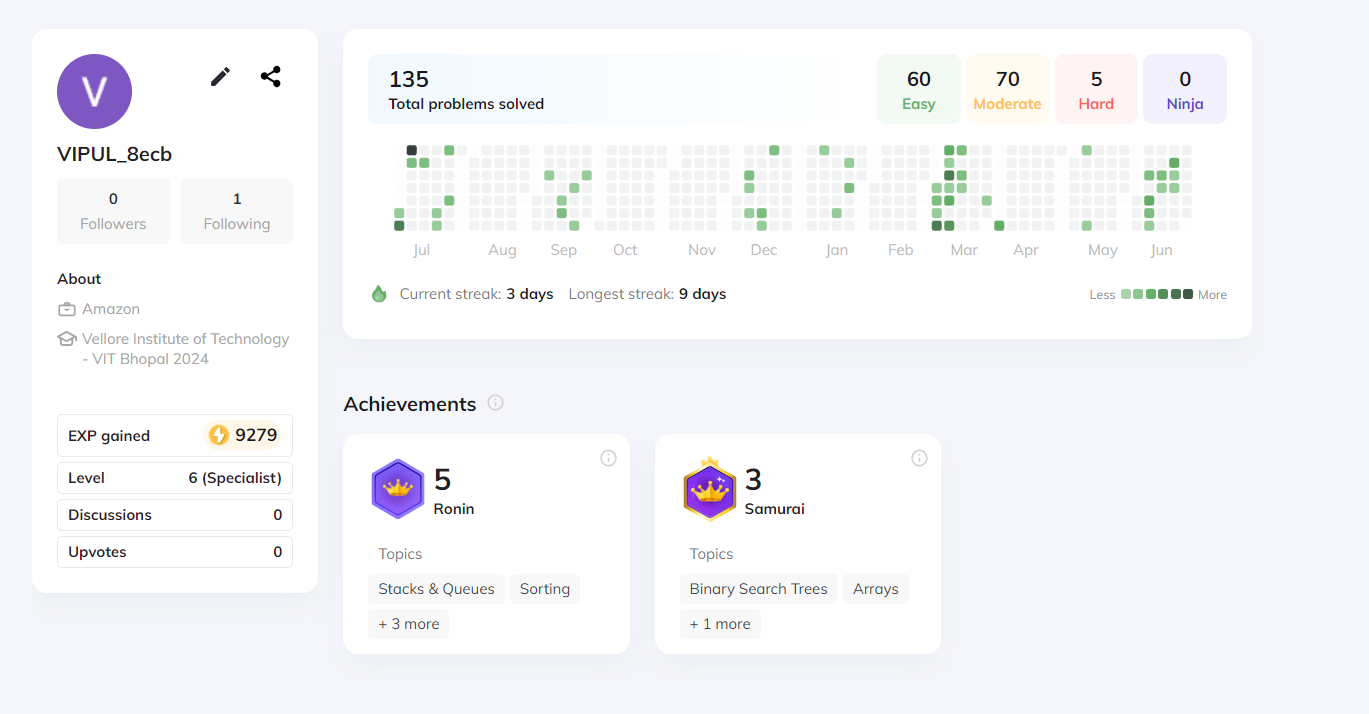 V
VIPUL_8ecb
0
Followers
1
Following
About
Amazon
Vellore Institute of Technology
- VIT Bhopal 2024
EXP gained 9279
Level 6 (Specialist)
Discussions 0
Upvotes 0
135
Total problems solved
60
Easy
70
Moderate
5
Hard
0
Ninja
Jul Aug Sep Oct Nov Dec Jan Feb Mar Apr May Jun
Current streak: 3 days Longest streak: 9 days
Less More
Achievements
5
Ronin
Topics
Stacks & Queues Sorting
+ 3 more
3
Samurai
Topics
Binary Search Trees Arrays
+ 1 more